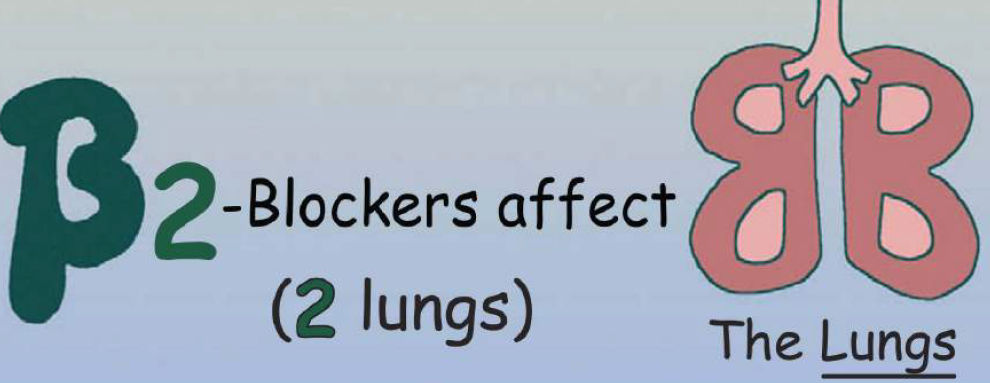 β2-Blockers affect
(2 lungs)
The Lungs